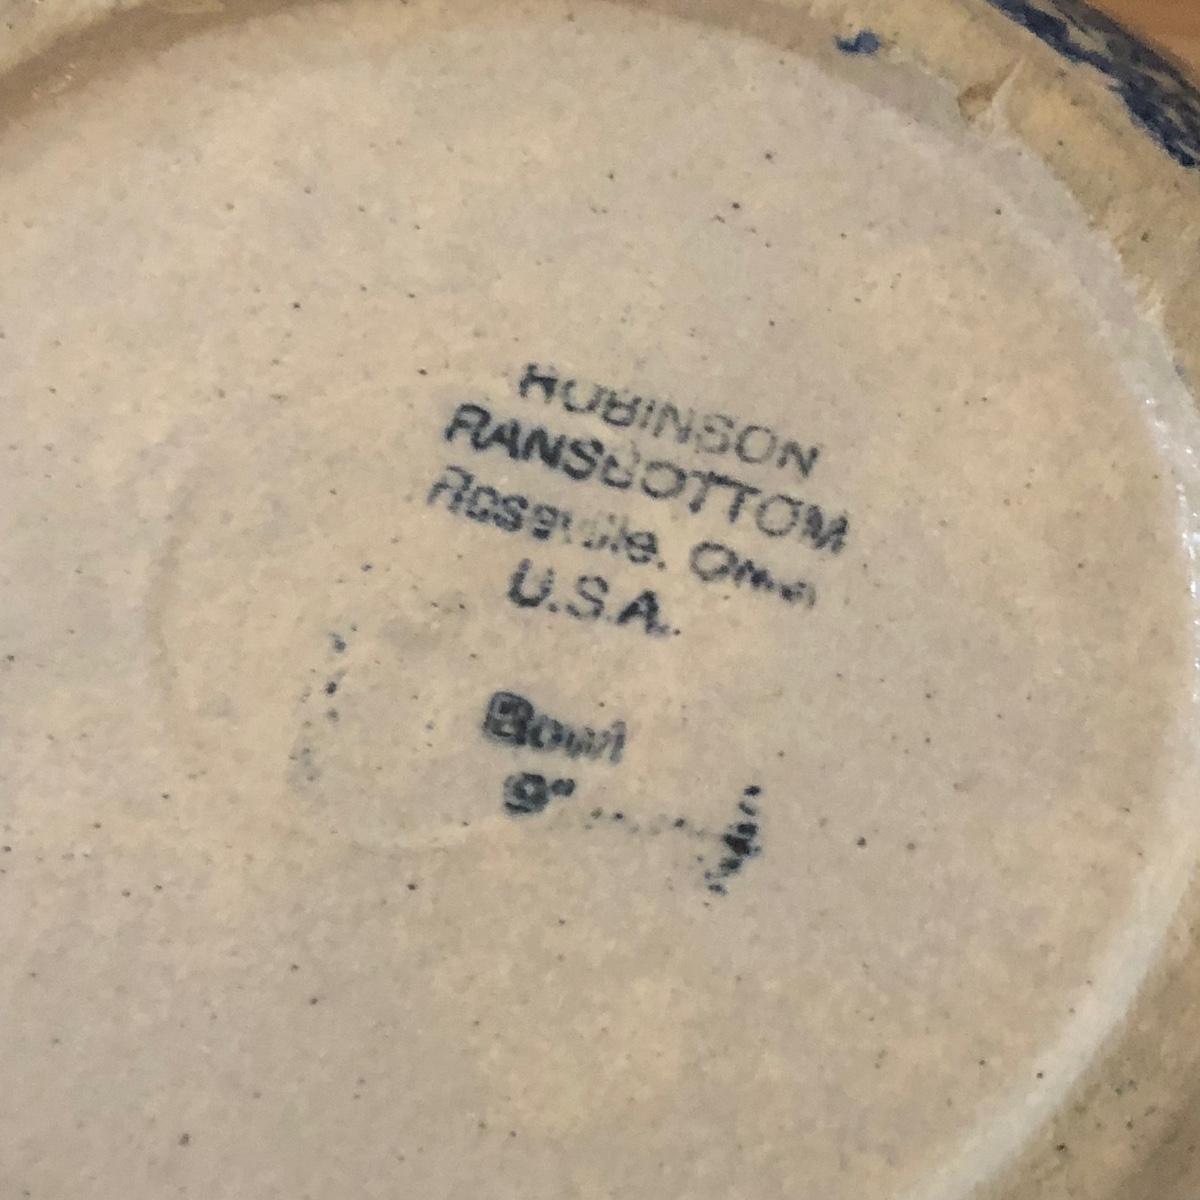 ROBINSON
RANSBOTTOM
Roseville, Ohio
U.S.A.
Bowl
9"